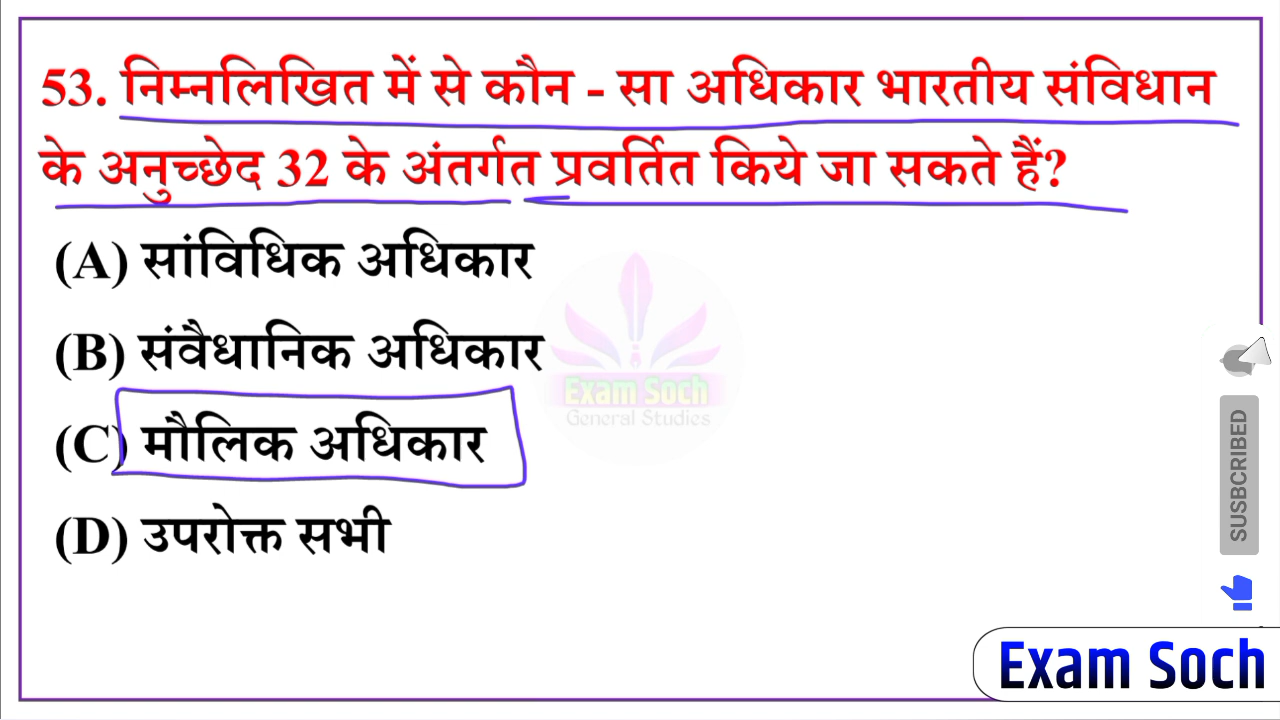 53. निम्नलिखित में से कौन - सा अधिकार भारतीय संविधान
के अनुच्छेद 32 के अंतर्गत प्रवर्तित किये जा सकते हैं?
(A) सांविधिक अधिकार
(B) संवैधानिक अधिकार
(C) मौलिक अधिकार
(D) उपरोक्त सभी
Exam Soch
General Studies
SUSBCRIBED
Exam Soch